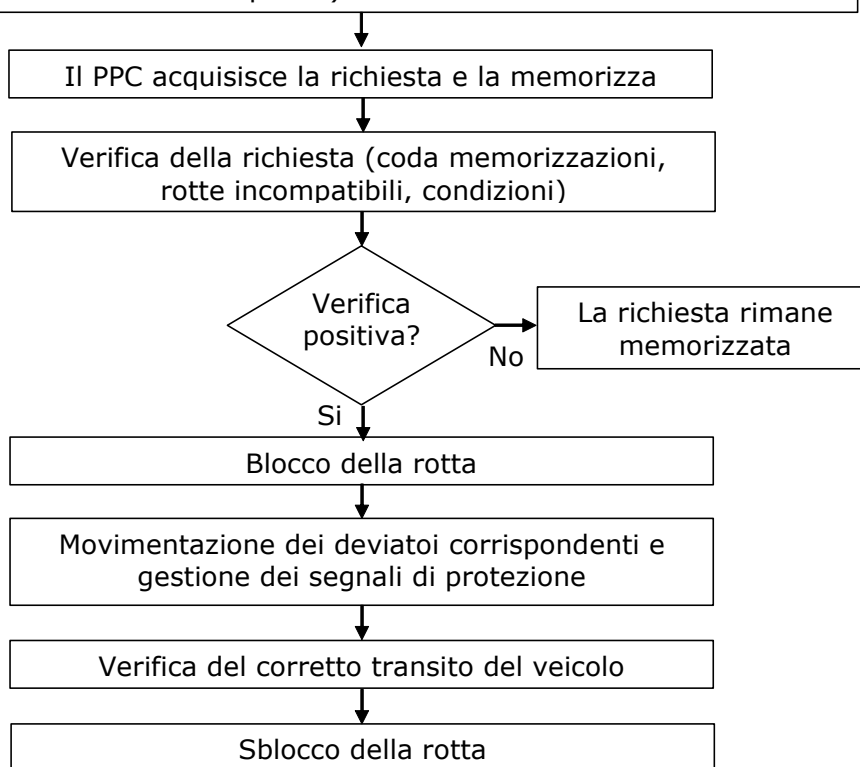 Il PPC acquisisce la richiesta e la memorizza
Verifica della richiesta (coda memorizzazioni,
rotte incompatibili, condizioni)
Verifica
positiva?
No
La richiesta rimane
memorizzata
Si
Blocco della rotta
Movimentazione dei deviatoi corrispondenti e
gestione dei segnali di protezione
Verifica del corretto transito del veicolo
Sblocco della rotta